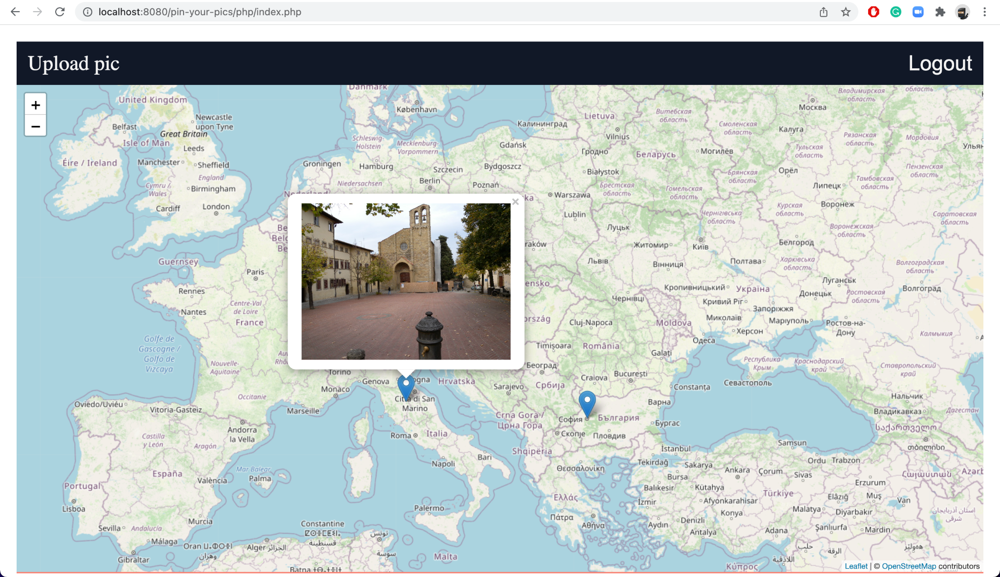 localhost:8080/pin-your-pics/php/index.php
Upload pic
Logout
+
−
Danmark
Владимирская
область
область
United Kingdom
København
Москва
Newcastle
upon Tyne
Lietuva
Витебская
область
Belfast
Great Britain
Калининград
Vilnius
Смоленская
область
Калуга
Рязанская
область
Мордовия
Isle of Man
Leeds
Schleswig-
Holstein
Mecklenburg-
Vorpommern
Gdańsk
Гродно
Беларусь
Могилёв
Тульская
область
Ульян
Éire / Ireland
Manchester
Sheffield
Groningen
Hamburg
Szczecin
Bydgoszcz
Białystok
Брянская
область
Орёл
Пензенская
область
England
Cymru /
Wales
Birmingham
Niedersachsen
Berlin
Poznań
Брестская
область
Гомельская
область
Липецк
Тамбовская
область
Nederland
ka
Warszawa
Cardiff
London
Lublin
Чернігівська
область
Курская
область
Воронеж
Саратовская
область
Be
Belg
Be
Луцьк
Воронежская
область
raków
Житомир
Київ
Белгород
Guernsey
Paris
Львів
Вінниця
Полтава
Харківська
область
Волгоградская
область
ensko
Rennes
Кропивницький
Україна
Луганськ
Донецьк
Ростовская
область
Волгоград
Nantes
Centre-Val
de Loire
France
Чернівці
Кривий Ріг
Запоріжжя
ország
Cluj-Napoca
Moldova
Миколаїв
Маріуполь
Ростов-на-
Дону
Херсон
Калмыкия
А
Golfe de
Gascogne /
Golfo de
Vizcaya
Timișoara
România
Galați
Одеса
Nouvelle-
Aquitaine
Au
Rhô
Београд
Республика
Крым
Краснодарский
край
Ставропольский
край
Torino
Genova
ogna
Hrvatska
Craiova
București
Севастополь
Monaco
Sarajevo
Србија
Constanța
Occitanie
Città di San
Marino
Нальчик
Oviedo/Uviéu
Vitoria-Gasteiz
Marseille
Варна
Владикавказ
Дагестан
Crna Gora /
Црна Гора
София
България
Бургас
Andorra
la Vella
Roma
Italia
Скопје
Пловдив
საქართველო
Castilla
y León
Aragón
Shqipëria
İstanbul
Samsun
თბილისი
Napoli
Bari
Tekirdağ
Sakarya
Ordu
Trabzon
España
Mar Balear
Palma
València
Θεσσαλονίκη
Bursa
Ankara
Çorum
Sivas
Հայաստան
Azərb
Portugal
Balıkesir
Kütahya
Erzurum
Ελλάς
İzmir
Afyonkarahisar
Türkiye
Elâzığ
Muş
Van
Lisboa
Palermo
Πάτρα
Αθήνα
Konya
Malatya
Diyarbakır
استان آذربایجان
شرقی
Murcia
Denizli
Aydın
Antalya
Adana
Şanlıurfa
Mardin
Sevilla
Andalucía
Constantine
ⵇⵙⴻⵏⵟⵉⵏⴰ
قسنطينة
تونس
Málaga
Oran
وهران
Alger الجزائر
سوسة
حلب
الرقة
ھەولێر
Gibraltar
Malta
اللاذقية
Batna
Κύπρος
Leaflet | © OpenStreetMap contributors